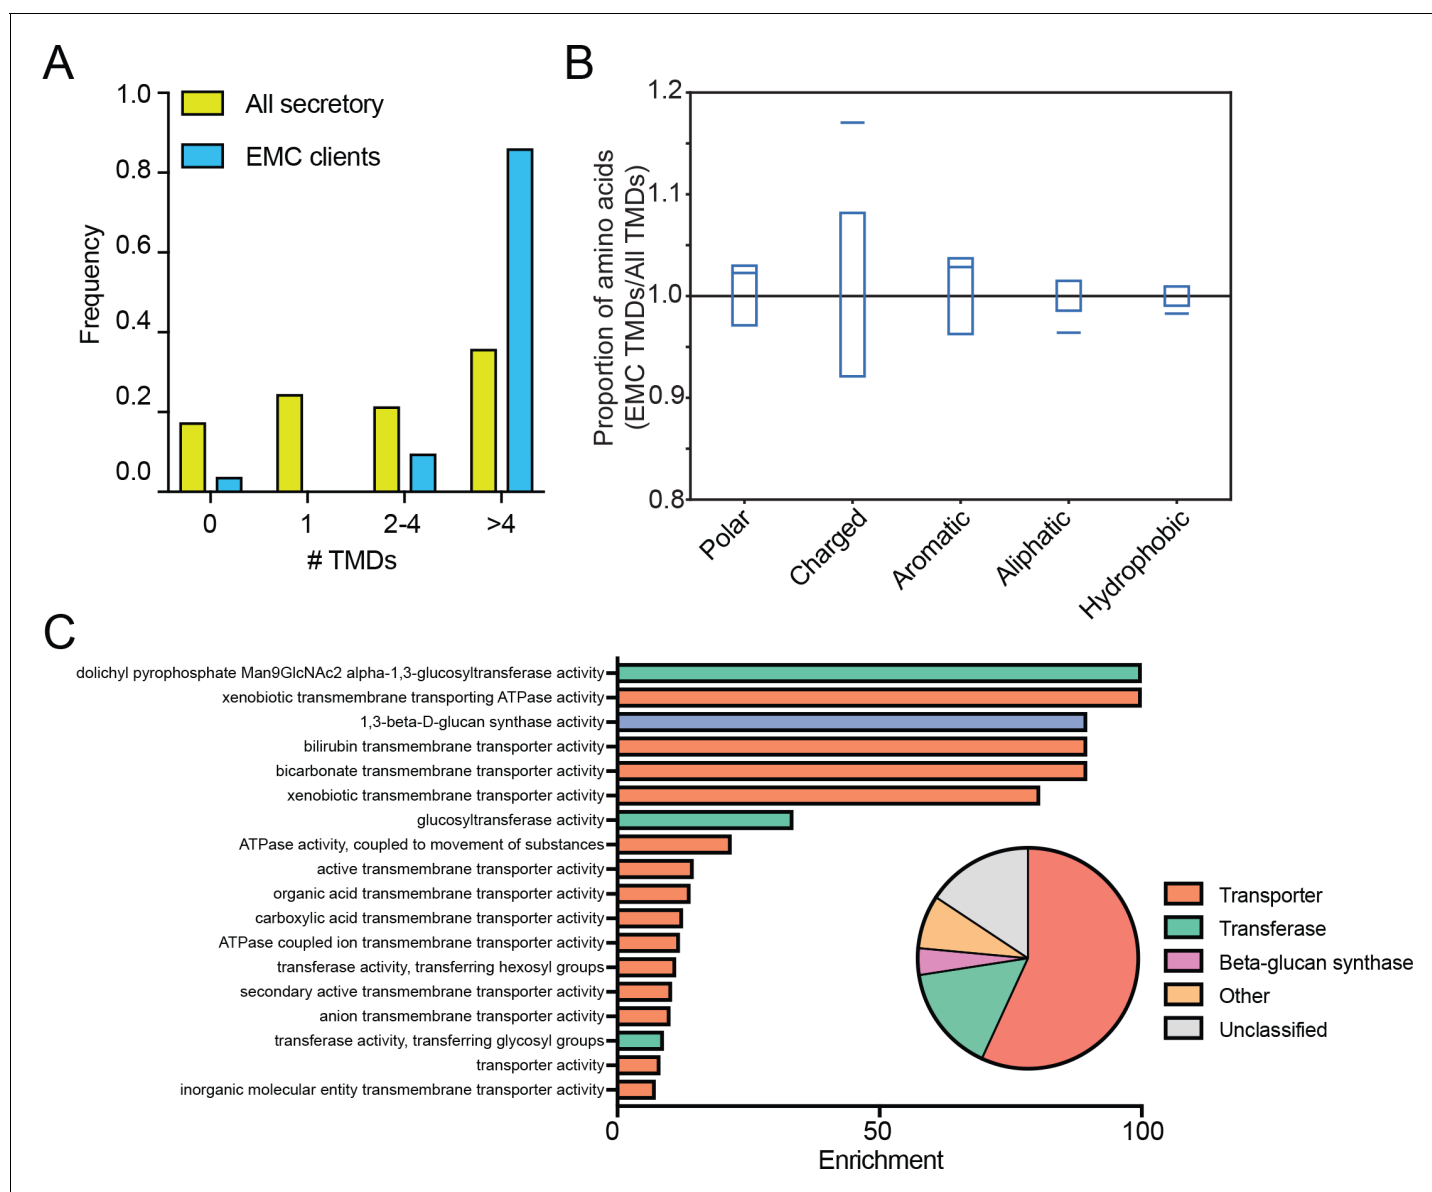 A
1.0
0.8
0.6
0.4
0.2
0.0
Frequency
All secretory
EMC clients
0
1
2-4
>4
# TMDs
B
1.2
1.1
1.0
0.9
0.8
Proportion of amino acids
(EMC TMDs/All TMDs)
Polar
Charged
Aromatic
Aliphatic
Hydrophobic
C
dolichyl pyrophosphate Man9GlcNAc2 alpha-1,3-glucosyltransferase activity
xenobiotic transmembrane transporting ATPase activity
1,3-beta-D-glucan synthase activity
bilirubin transmembrane transporter activity
bicarbonate transmembrane transporter activity
xenobiotic transmembrane transporter activity
glucosyltransferase activity
ATPase activity, coupled to movement of substances
active transmembrane transporter activity
organic acid transmembrane transporter activity
carboxylic acid transmembrane transporter activity
ATPase coupled ion transmembrane transporter activity
transferase activity, transferring hexosyl groups
secondary active transmembrane transporter activity
anion transmembrane transporter activity
transferase activity, transferring glycosyl groups
transporter activity
inorganic molecular entity transmembrane transporter activity
0
50
100
Enrichment
Transporter
Transferase
Beta-glucan synthase
Other
Unclassified